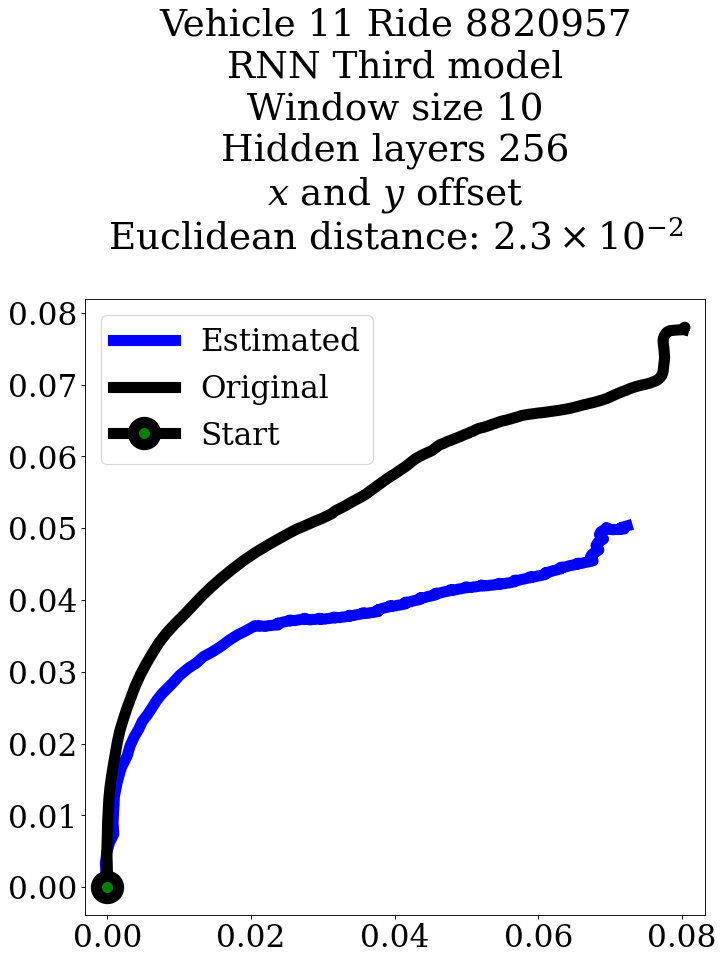 Vehicle 11 Ride 8820957
RNN Third model
Window size 10
Hidden layers 256
x and y offset
Euclidean distance: 2.3 × 10⁻²
Estimated
Original
Start
0.08
0.07
0.06
0.05
0.04
0.03
0.02
0.01
0.00
0.00 0.02 0.04 0.06 0.08